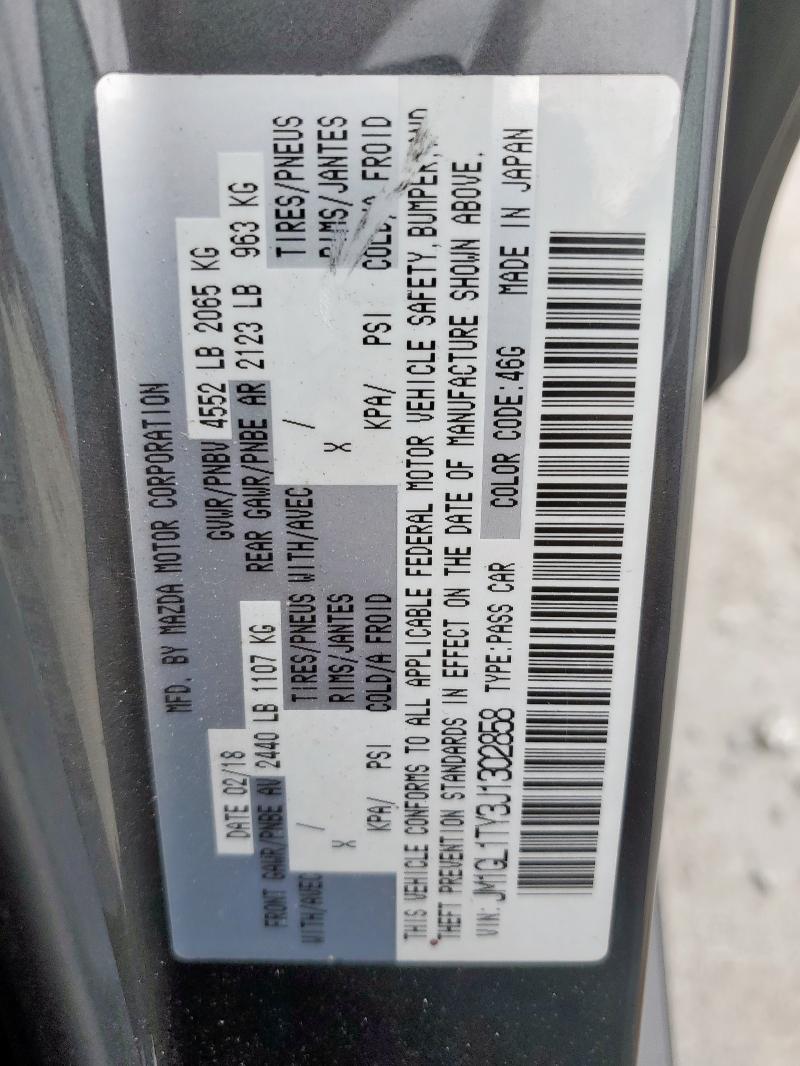 MFD. BY MAZDA MOTOR CORPORATION
DATE 02/18 GVWR/PNBV 4552 LB 2065 KG
FRONT GAWR/PNBE AV 2440 LB 1107 KG REAR GAWR/PNBE AR 2123 LB 963 KG
WITH/AVEC / TIRES/PNEUS WITH/AVEC / TIRES/PNEUS
X RIMS/JANTES X RIMS/JANTES
KPA/ PSI COLD/A FROID KPA/ PSI COLD/A FROID
THIS VEHICLE CONFORMS TO ALL APPLICABLE FEDERAL MOTOR VEHICLE SAFETY, BUMPER, AND
THEFT PREVENTION STANDARDS IN EFFECT ON THE DATE OF MANUFACTURE SHOWN ABOVE.
VIN: JM1GL1TY3J1302858 TYPE:PASS CAR COLOR CODE:46G MADE IN JAPAN